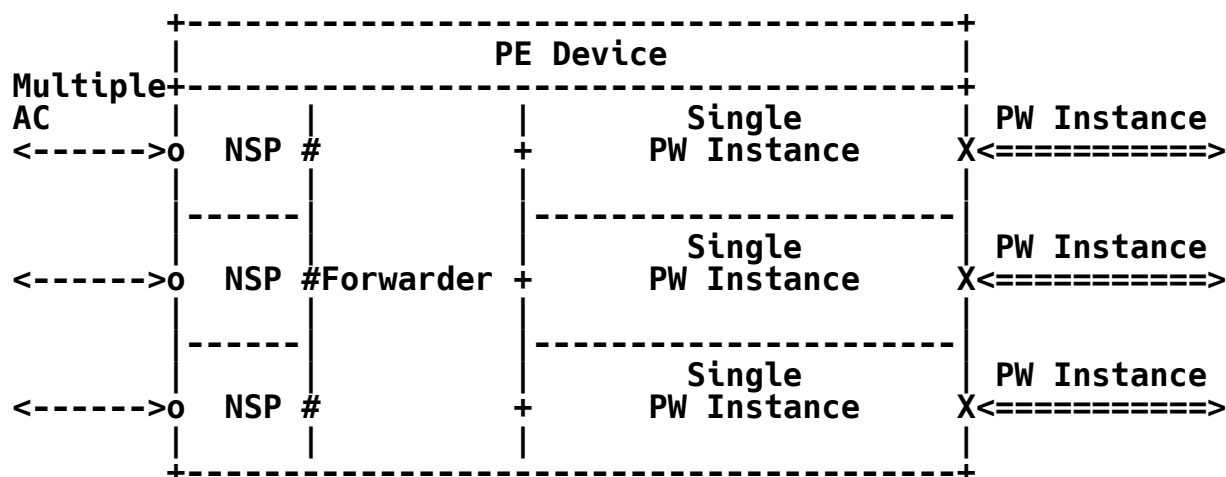 +-----------------------------------------+
|                PE Device                |
Multiple+-----------------------------------------+
AC      |      |          |        Single         | PW Instance
<------>o  NSP #          +      PW Instance     X<===========>
|      |          |                      |
|------|          |----------------------|
|      |          |        Single         | PW Instance
<------>o  NSP #Forwarder +      PW Instance     X<===========>
|      |          |                      |
|------|          |----------------------|
|      |          |        Single         | PW Instance
<------>o  NSP #          +      PW Instance     X<===========>
|      |          |                      |
+-----------------------------------------+